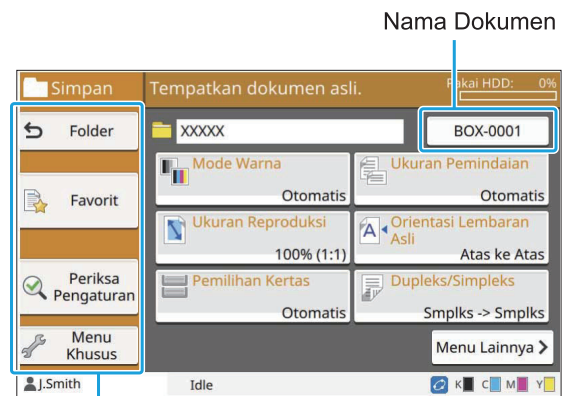 Nama Dokumen
Simpan
Tempatkan dokumen asli.
Pakai HDD: 0%
Folder
XXXXX
BOX-0001
Mode Warna
Otomatis
Ukuran Pemindaian
Otomatis
Favorit
Ukuran Reproduksi
100% (1:1)
Orientasi Lembaran
Asli
Atas ke Atas
Periksa
Pengaturan
Pemilihan Kertas
Otomatis
Dupleks/Simpleks
Smplks -> Smplks
Menu
Khusus
Menu Lainnya
J.Smith
Idle
K C M Y